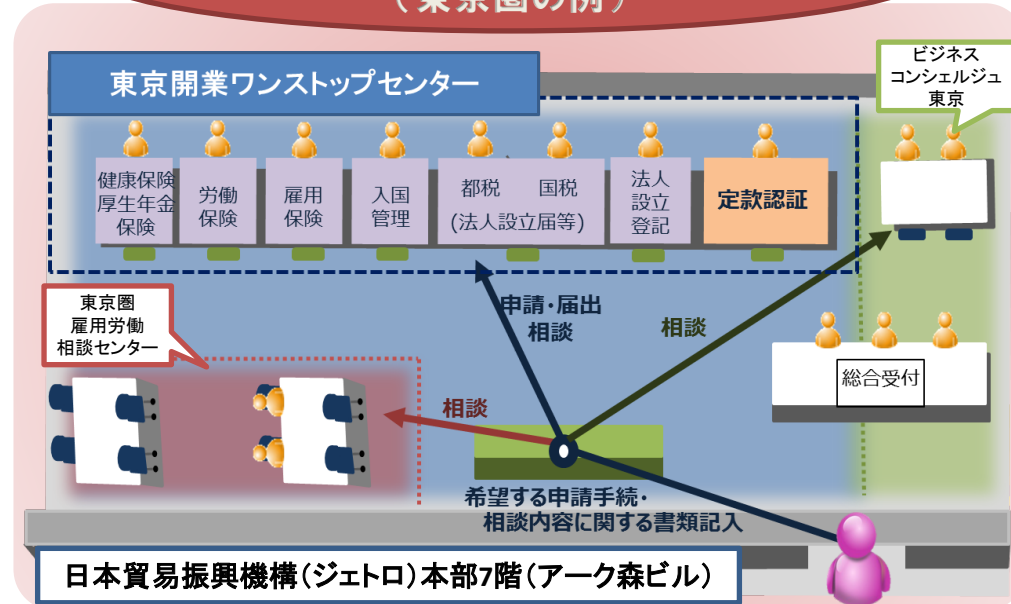 （東京圏の例）
東京開業ワンストップセンター
ビジネス
コンシェルジュ
東京
健康保険
厚生年金
保険
労働
保険
雇用
保険
入国
管理
都税 国税
(法人設立届等)
法人
設立
登記
定款認証
東京圏
雇用労働
相談センター
申請・届出
相談
相談
総合受付
相談
希望する申請手続・
相談内容に関する書類記入
日本貿易振興機構（ジェトロ）本部7階（アーク森ビル）